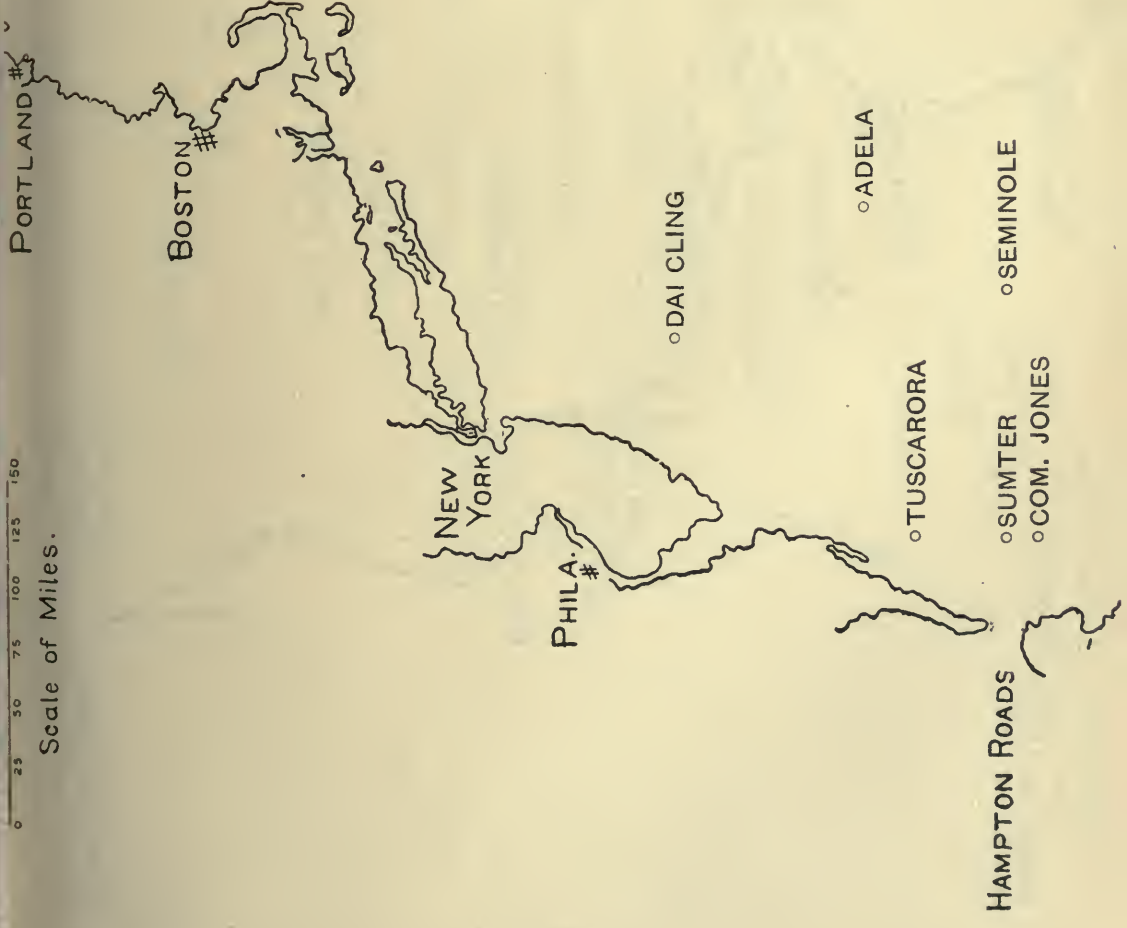 PORTLAND
BOSTON
0 25 50 75 100 125 150
Scale of Miles.
NEW
YORK
PHILA.
DAI CLING
ADELA
TUSCARORA
SEMINOLE
SUMTER
COM. JONES
HAMPTON ROADS